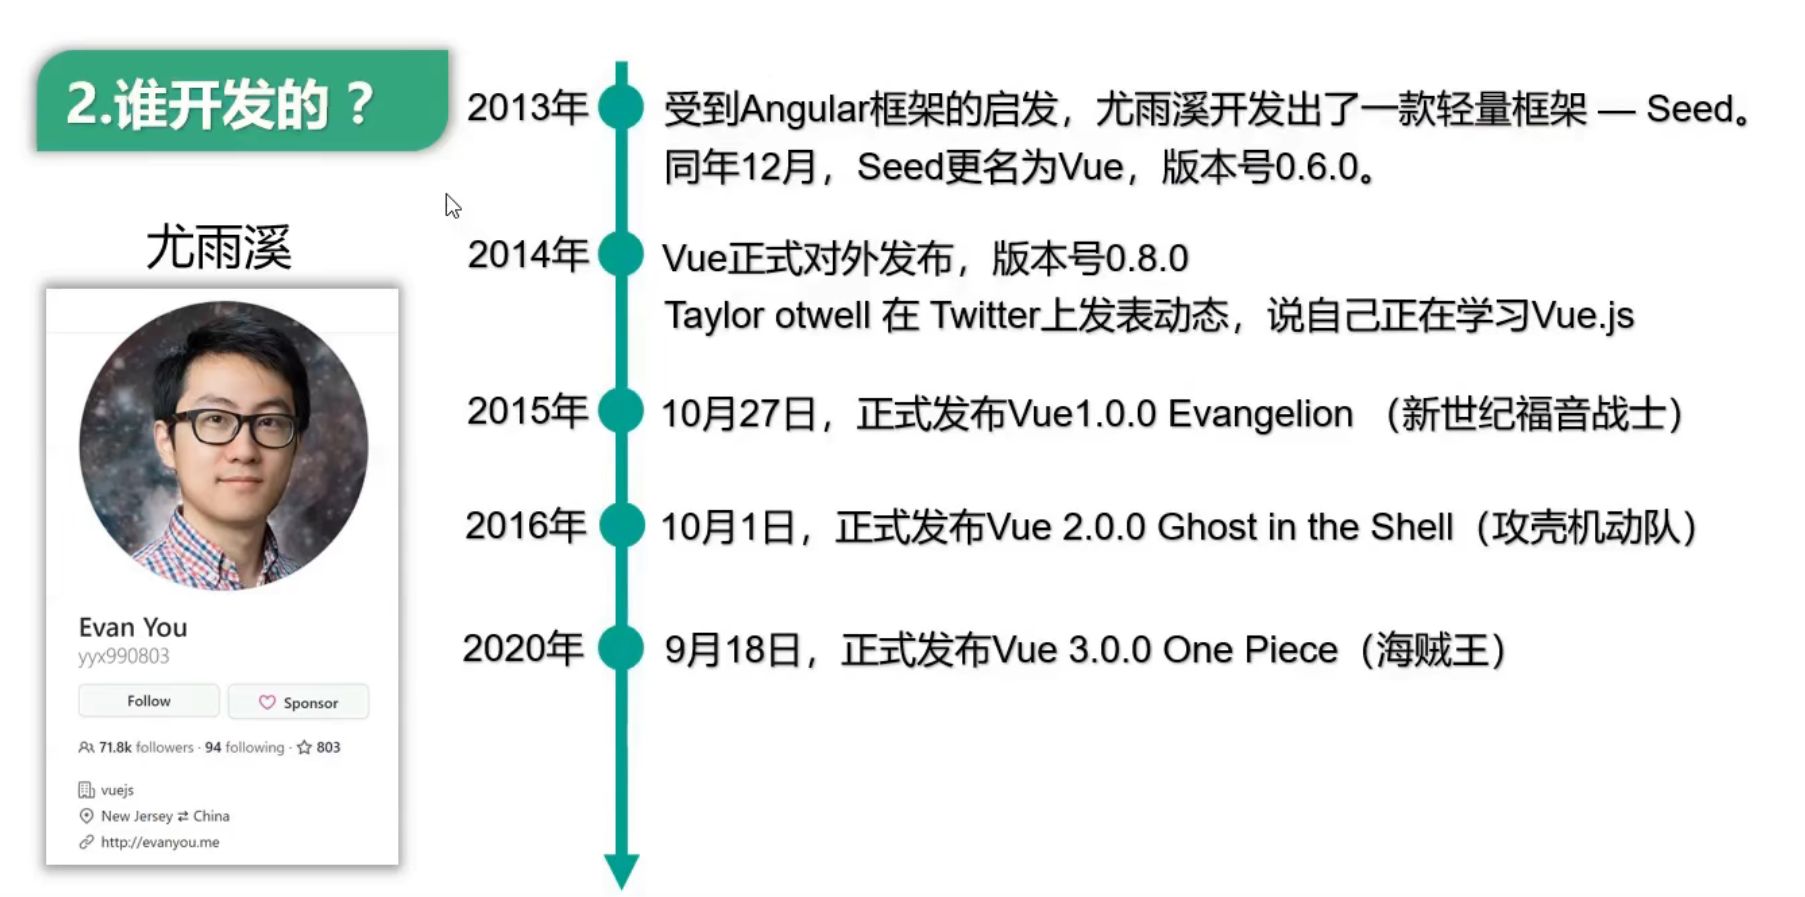 2.谁开发的？
尤雨溪
Evan You
yyx990803
Follow
Sponsor
71.8k followers · 94 following · 803
vuejs
New Jersey ⇄ China
http://evanyou.me
2013年
受到Angular框架的启发，尤雨溪开发出了一款轻量框架 — Seed。
同年12月，Seed更名为Vue，版本号0.6.0。
2014年
Vue正式对外发布，版本号0.8.0
Taylor otwell 在 Twitter上发表动态，说自己正在学习Vue.js
2015年
10月27日，正式发布Vue1.0.0 Evangelion （新世纪福音战士）
2016年
10月1日，正式发布Vue 2.0.0 Ghost in the Shell（攻壳机动队）
2020年
9月18日，正式发布Vue 3.0.0 One Piece（海贼王）